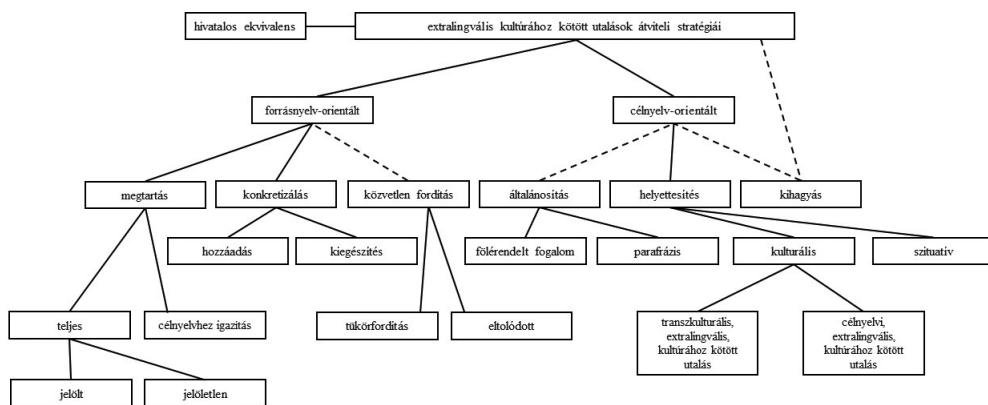 hivatalos ekvivalens
extralingvális kultúrához kötött utalások átviteli stratégiái
forrásnyelv-orientált
célnyelv-orientált
megtartás
konkretizálás
közvetlen fordítás
általánosítás
helyettesítés
kihagyás
hozzáadás
kiegészítés
fölérendelt fogalom
parafrázis
kulturális
szituatív
teljes
célnyelvhez igazítás
tükörfordítás
eltolódott
transzkulturális,
extralingvális,
kultúrához kötött
utalás
célnyelvi,
extralingvális,
kultúrához kötött
utalás
jelölt
jelöletlen